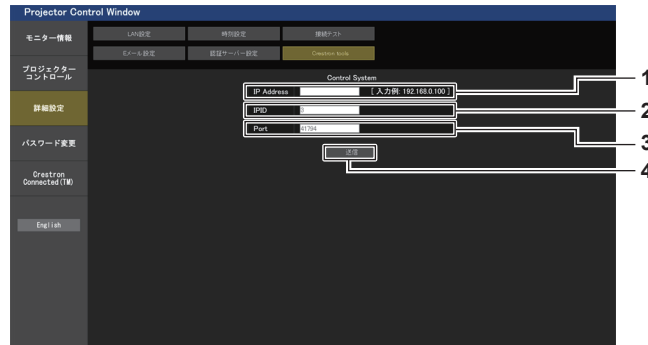 Projector Control Window
モニター情報
プロジェクター
コントロール
詳細設定
パスワード変更
Crestron
Connected(TM)
English
LAN設定 時刻設定 接続テスト
Eメール設定 認証サーバー設定 Crestron tools
Control System
IP Address [ 入力例: 192.168.0.100 ] 1
IPID 3 2
Port 41794 3
送信 4